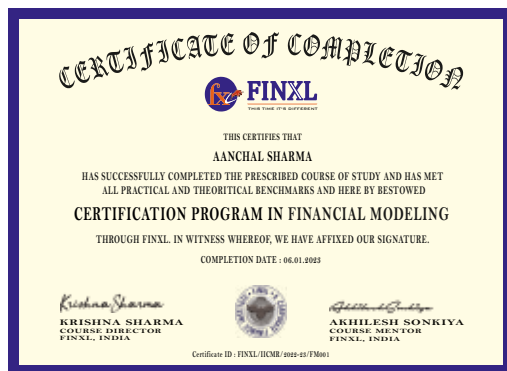 CERTIFICATE OF COMPLETION
fx FINXL
THIS TIME IT'S DIFFERENT
THIS CERTIFIES THAT
AANCHAL SHARMA
HAS SUCCESSFULLY COMPLETED THE PRESCRIBED COURSE OF STUDY AND HAS MET
ALL PRACTICAL AND THEORITICAL BENCHMARKS AND HERE BY BESTOWED
CERTIFICATION PROGRAM IN FINANCIAL MODELING
THROUGH FINXL. IN WITNESS WHEREOF, WE HAVE AFFIXED OUR SIGNATURE.
COMPLETION DATE : 06.01.2023
Krishna Sharma
KRISHNA SHARMA
COURSE DIRECTOR
FINXL, INDIA
Akhilesh Sonkiya
AKHILESH SONKIYA
COURSE MENTOR
FINXL, INDIA
Certificate ID : FINXL/IICMR/2022-23/FM001